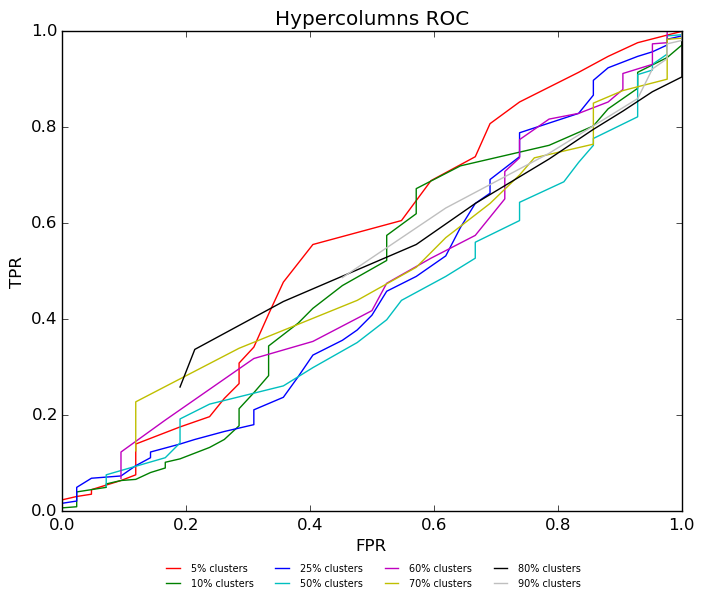 Hypercolumns ROC
1.0
0.8
0.6
0.4
0.2
0.0
TPR
0.0 0.2 0.4 0.6 0.8 1.0
FPR
5% clusters 25% clusters 60% clusters 80% clusters
10% clusters 50% clusters 70% clusters 90% clusters